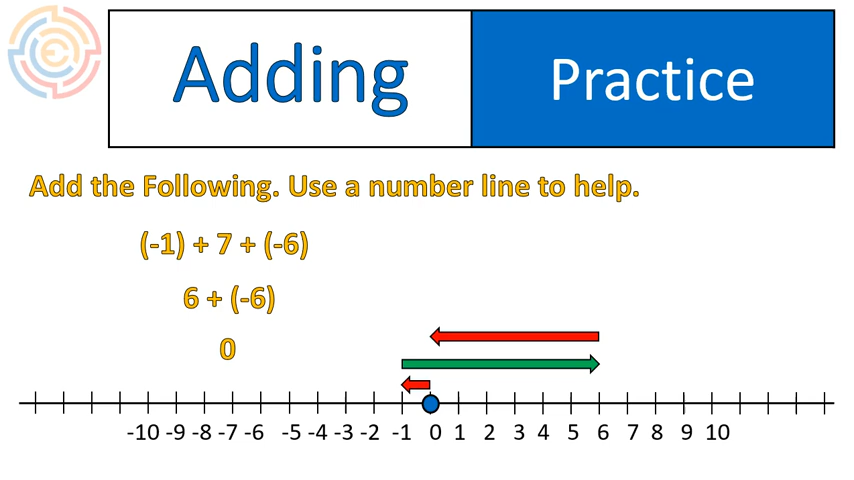 Adding
Practice
Add the Following. Use a number line to help.
(-1) + 7 + (-6)
6 + (-6)
0
-10 -9 -8 -7 -6 -5 -4 -3 -2 -1 0 1 2 3 4 5 6 7 8 9 10